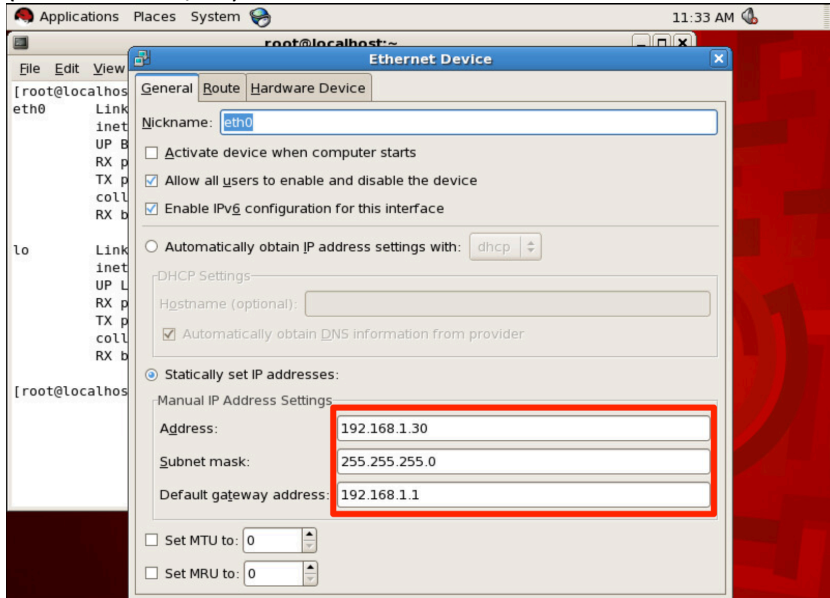 Applications Places System 11:33 AM
root@localhost:~
Ethernet Device
File Edit View
General Route Hardware Device
[root@localhos
eth0 Link
inet
UP B
RX p
TX p
coll
RX b
lo Link
inet
UP L
RX p
TX p
coll
RX b
[root@localhos
Nickname: eth0
Activate device when computer starts
Allow all users to enable and disable the device
Enable IPv6 configuration for this interface
Automatically obtain IP address settings with: dhcp
DHCP Settings
Hostname (optional):
Automatically obtain DNS information from provider
Statically set IP addresses:
Manual IP Address Settings
Address: 192.168.1.30
Subnet mask: 255.255.255.0
Default gateway address: 192.168.1.1
Set MTU to: 0
Set MRU to: 0